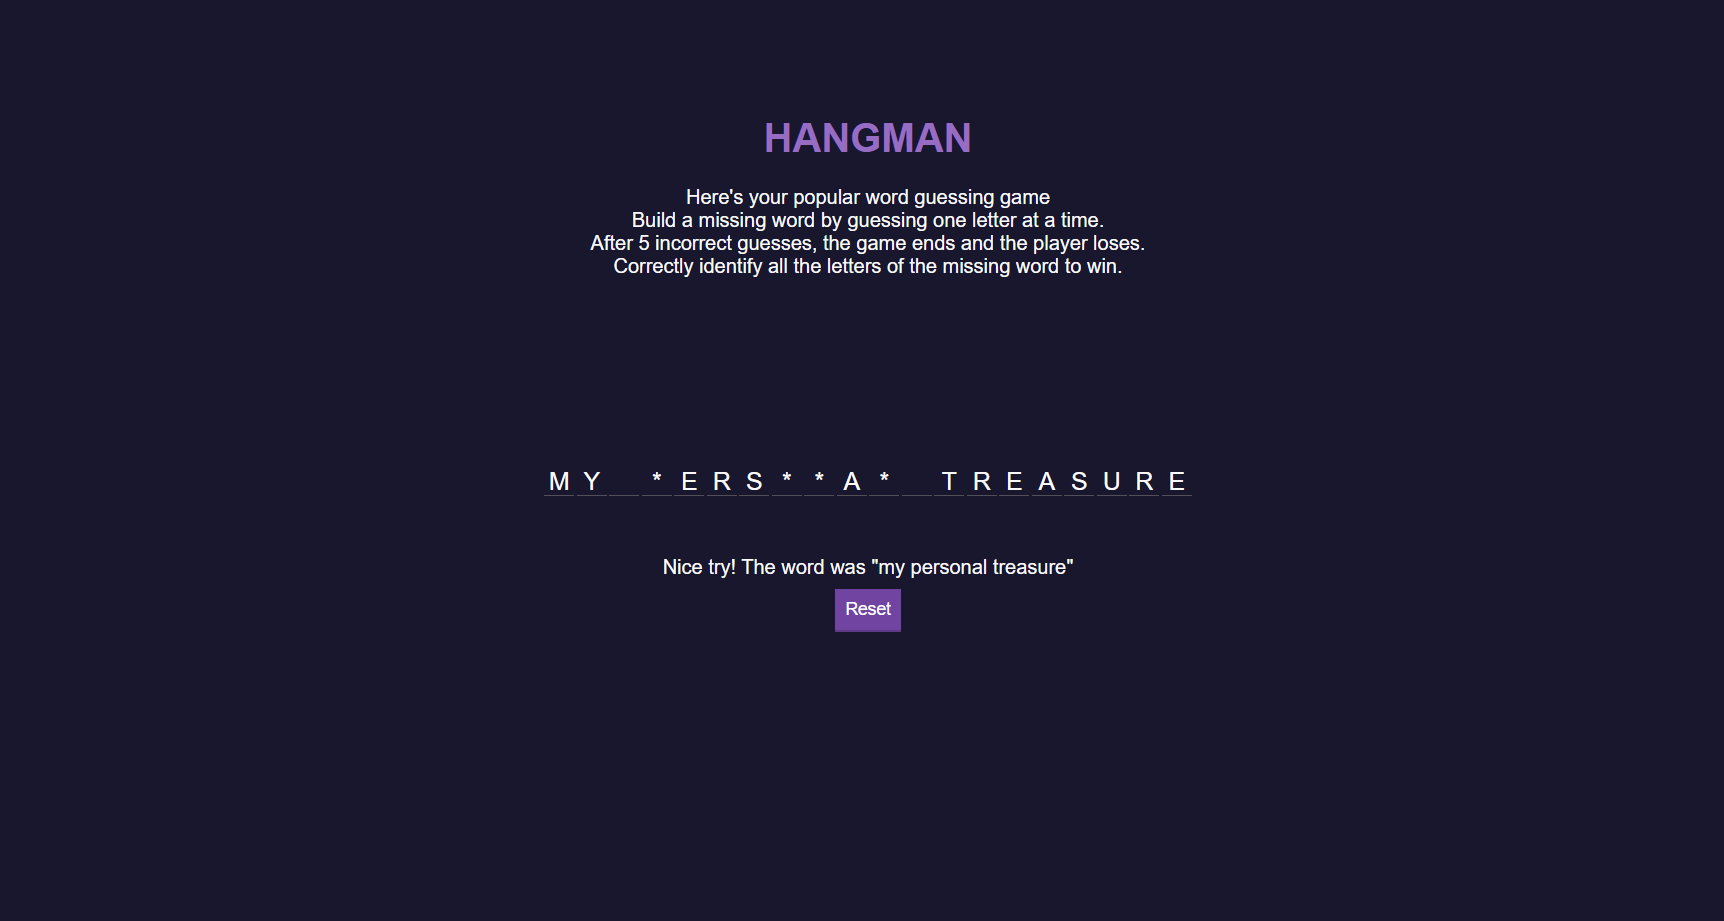 HANGMAN
Here's your popular word guessing game
Build a missing word by guessing one letter at a time.
After 5 incorrect guesses, the game ends and the player loses.
Correctly identify all the letters of the missing word to win.
M Y   * E R S * * A *   T R E A S U R E
Nice try! The word was "my personal treasure"
Reset